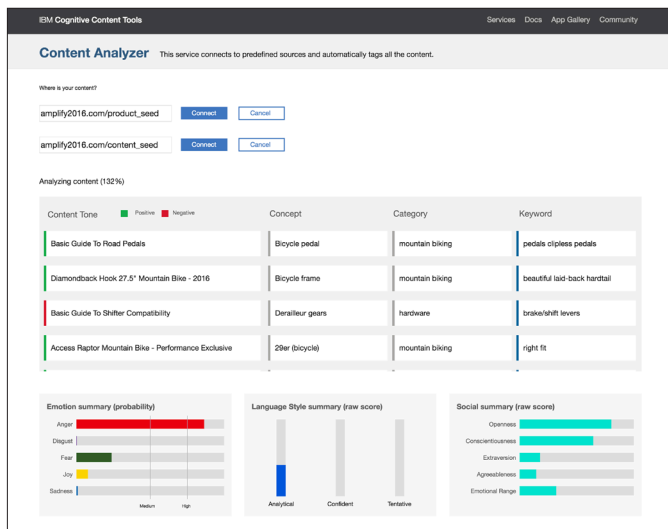 IBM Cognitive Content Tools
Services Docs App Gallery Community
Content Analyzer This service connects to predefined sources and automatically tags all the content.
Where is your content?
amplify2016.com/product_seed Connect Cancel
amplify2016.com/content_seed Connect Cancel
Analyzing content (132%)
Content Tone Positive Negative Concept Category Keyword
Basic Guide To Road Pedals Bicycle pedal mountain biking pedals clipless pedals
Diamondback Hook 27.5" Mountain Bike - 2016 Bicycle frame mountain biking beautiful laid-back hardtail
Basic Guide To Shifter Compatibility Derailleur gears hardware brake/shift levers
Access Raptor Mountain Bike - Performance Exclusive 29er (bicycle) mountain biking right fit
Emotion summary (probability)
Anger
Disgust
Fear
Joy
Sadness
Medium High
Language Style summary (raw score)
Analytical Confident Tentative
Social summary (raw score)
Openness
Conscientiousness
Extraversion
Agreeableness
Emotional Range